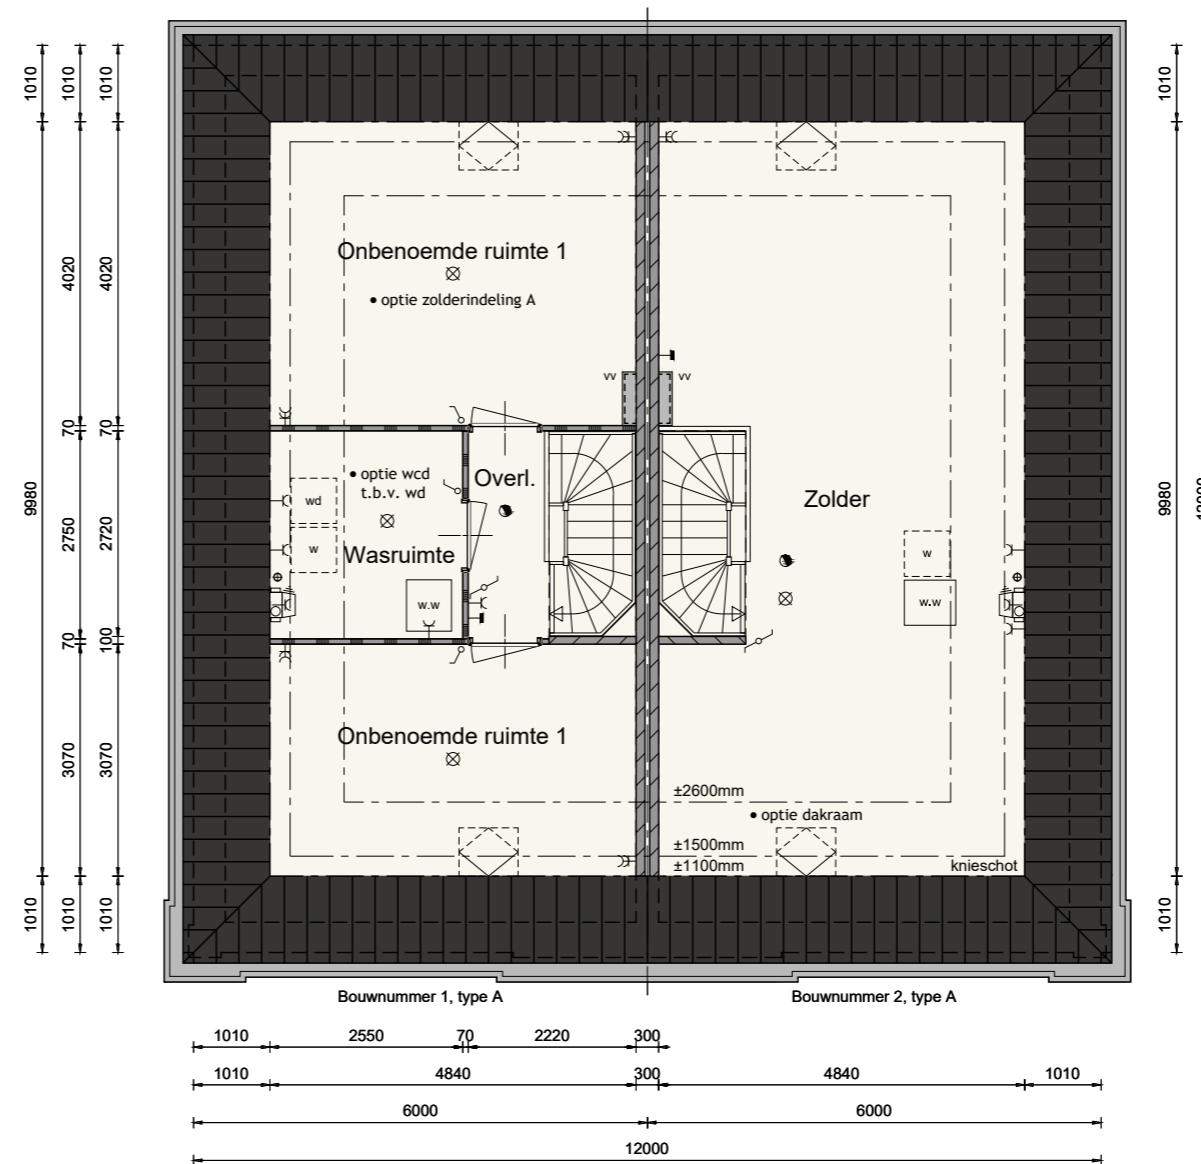 Onbenoemde ruimte 1
• optie zolderindeling A
vv
vv
• optie wcd
t.b.v. wd
Overl.
Zolder
wd
w
Wasruimte
w
w.w
w.w
Onbenoemde ruimte 1
±2600mm
• optie dakraam
±1500mm
±1100mm
knieschot
Bouwnummer 1, type A
Bouwnummer 2, type A
1010
9980
1010
1010
4020
70
2750
70
3070
1010
1010
4020
70
2720
100
3070
1010
1010
9980
1010
1010
2550
70
2220
300
1010
4840
300
4840
1010
6000
6000
12000